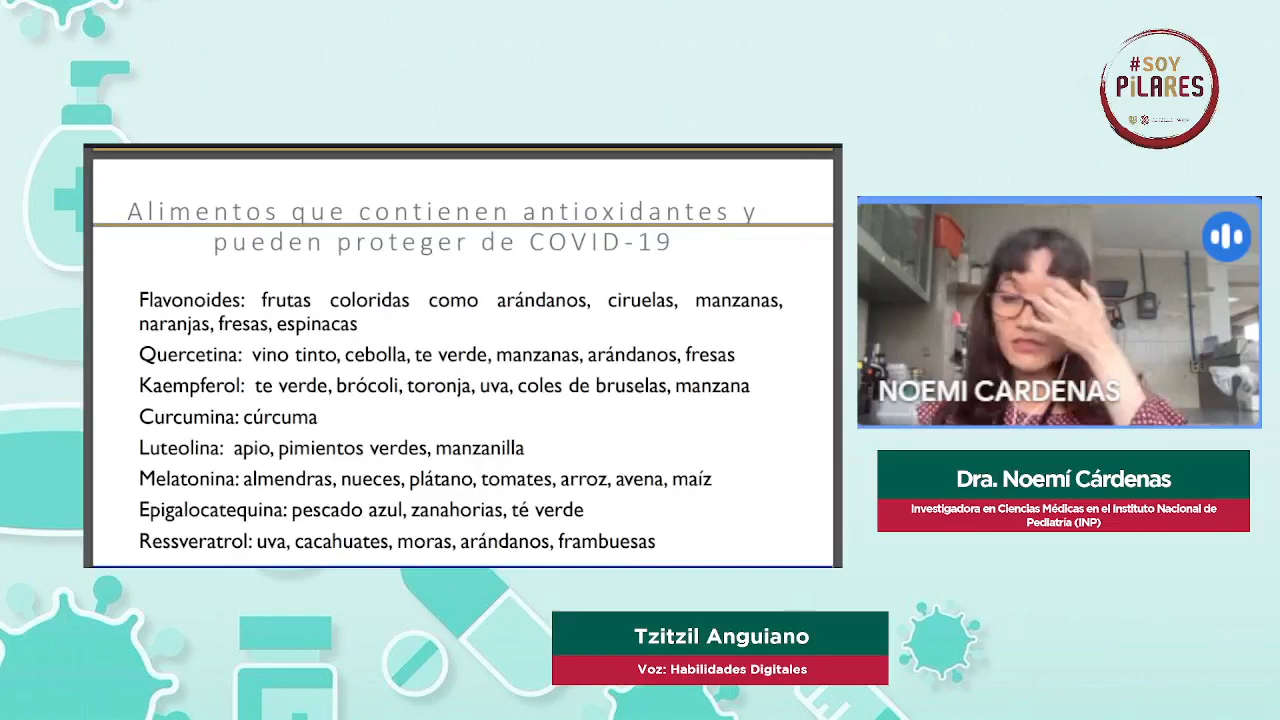 #SOY
PiLARES
Alimentos que contienen antioxidantes y
pueden proteger de COVID-19
Flavonoides: frutas coloridas como arándanos, ciruelas, manzanas,
naranjas, fresas, espinacas
Quercetina: vino tinto, cebolla, te verde, manzanas, arándanos, fresas
Kaempferol: te verde, brócoli, toronja, uva, coles de bruselas, manzana
Curcumina: cúrcuma
Luteolina: apio, pimientos verdes, manzanilla
Melatonina: almendras, nueces, plátano, tomates, arroz, avena, maíz
Epigalocatequina: pescado azul, zanahorias, té verde
Ressveratrol: uva, cacahuates, moras, arándanos, frambuesas
NOEMI CARDENAS
Dra. Noemí Cárdenas
Investigadora en Ciencias Médicas en el Instituto Nacional de
Pediatría (INP)
Tzitzil Anguiano
Voz: Habilidades Digitales